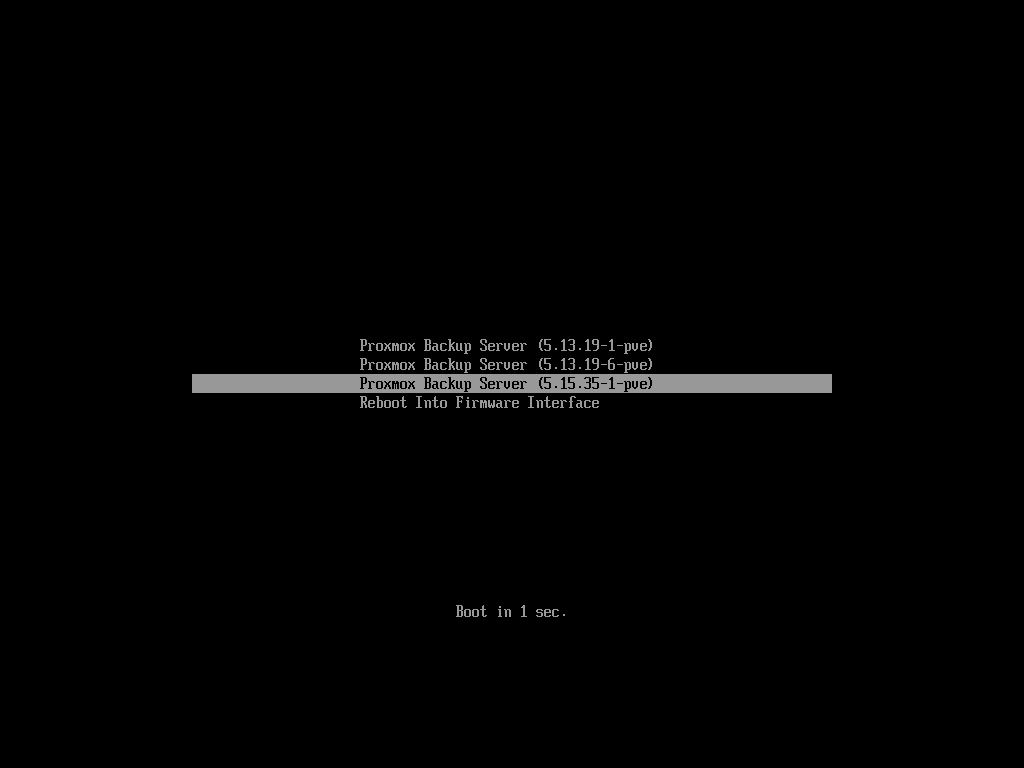 Proxmox Backup Server (5.13.19-1-pve)
Proxmox Backup Server (5.13.19-6-pve)
Proxmox Backup Server (5.15.35-1-pve)
Reboot Into Firmware Interface
Boot in 1 sec.